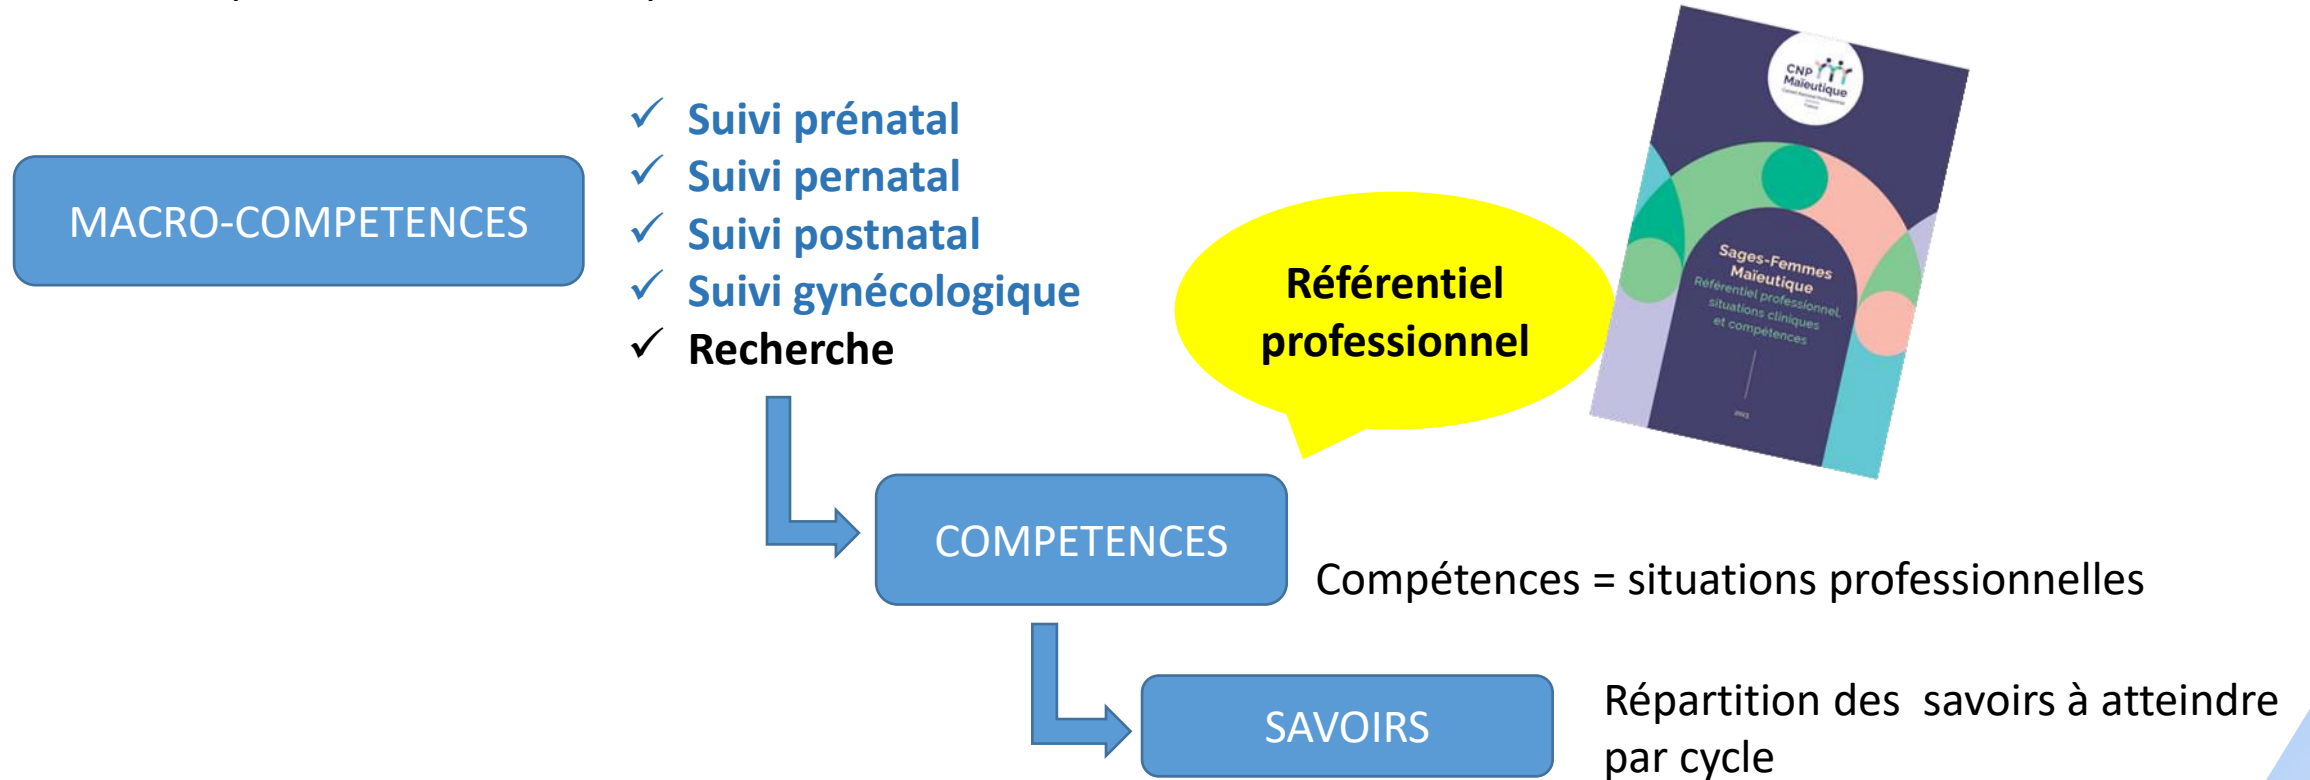 ✓ Suivi prénatal
✓ Suivi pernatal
✓ Suivi postnatal
✓ Suivi gynécologique
✓ Recherche
MACRO-COMPETENCES
Référentiel
professionnel
CNP
Maïeutique
Sages-Femmes
Maïeutique
Référentiel professionnel,
situations cliniques
et compétences
2023
COMPETENCES
Compétences = situations professionnelles
SAVOIRS
Répartition des savoirs à atteindre
par cycle